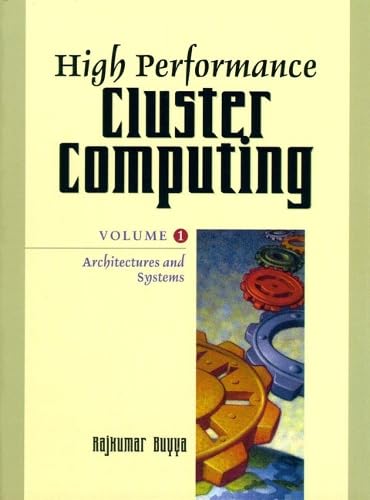 High Performance
Cluster
Computing
VOLUME 1
Architectures and
Systems
Rajkumar Buyya